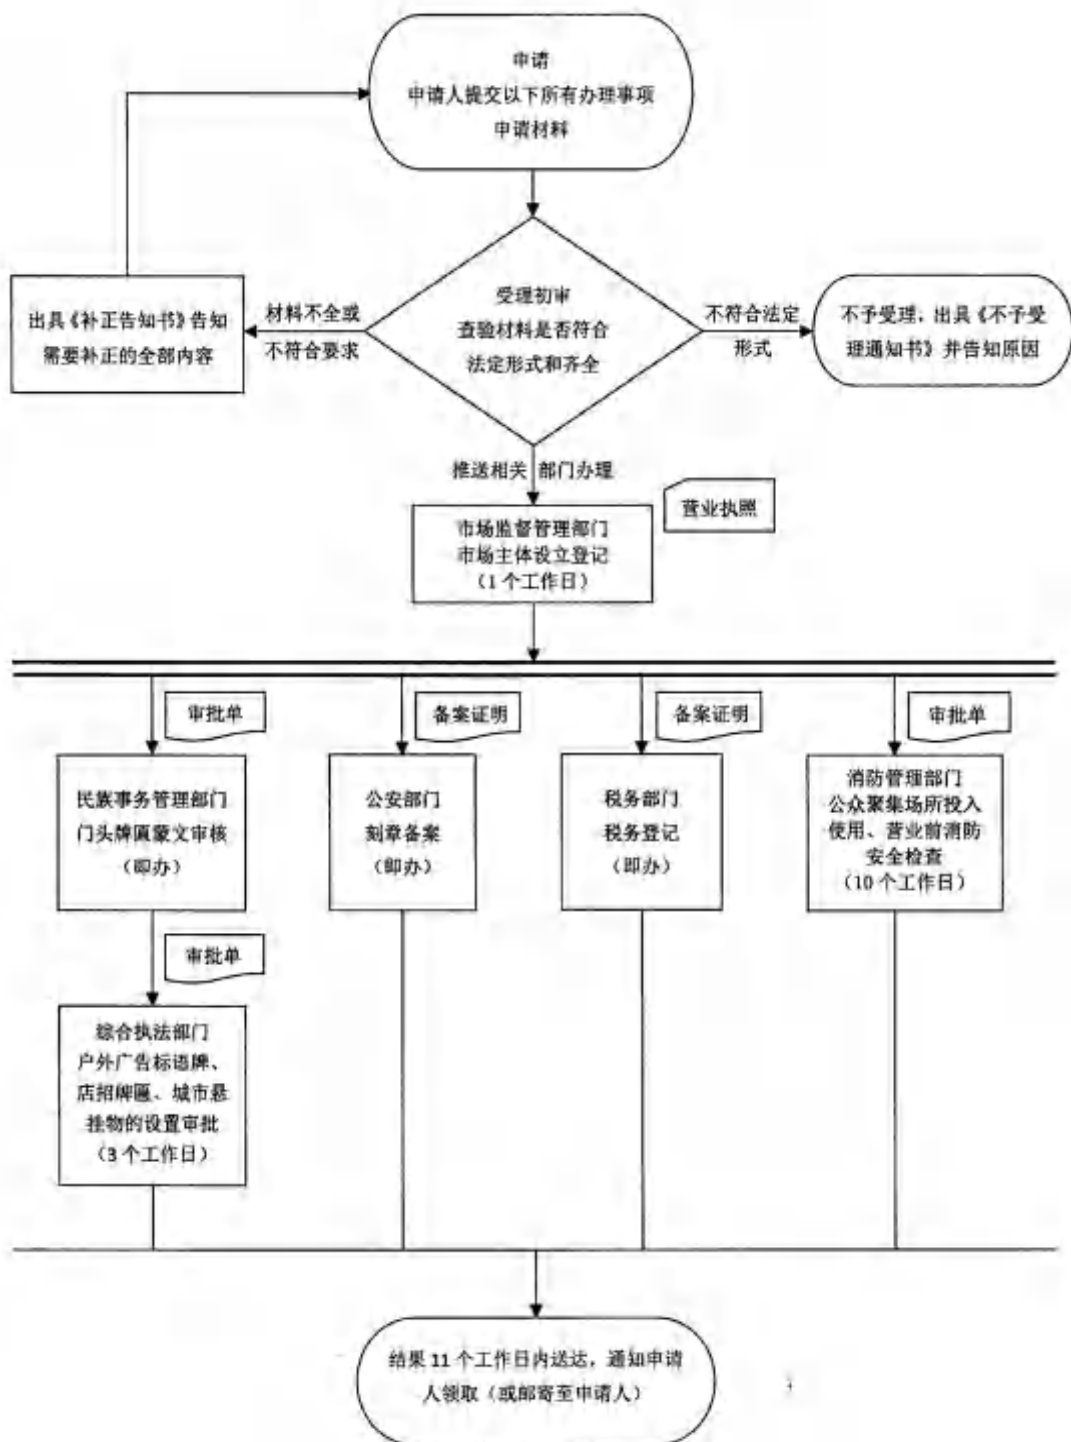 申请
申请人提交以下所有办理事项
申请材料
出具《补正告知书》告知
需要补正的全部内容
材料不全或
不符合要求
受理初审
查验材料是否符合
法定形式和齐全
不符合法定
形式
不予受理，出具《不予受
理通知书》并告知原因
推送相关 部门办理
营业执照
市场监督管理部门
市场主体设立登记
（1 个工作日）
审批单
备案证明
备案证明
审批单
民族事务管理部门
门头牌匾蒙文审核
（即办）
公安部门
刻章备案
（即办）
税务部门
税务登记
（即办）
消防管理部门
公众聚集场所投入
使用、营业前消防
安全检查
（10 个工作日）
审批单
综合执法部门
户外广告标语牌、
店招牌匾、城市悬
挂物的设置审批
（3 个工作日）
结果 11 个工作日内送达，通知申请
人领取（或邮寄至申请人）